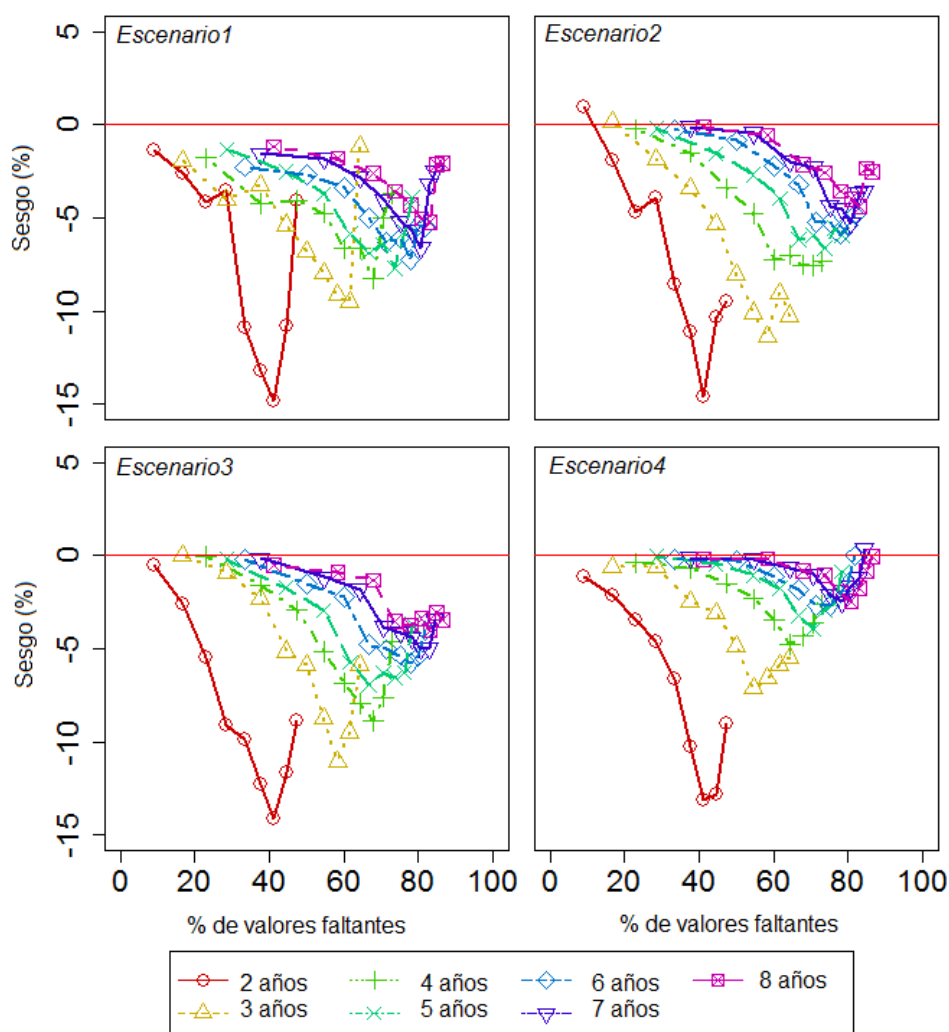 Escenario1
Escenario2
Sesgo (%)
5
0
-5
-10
-15
Escenario3
Escenario4
Sesgo (%)
5
0
-5
-10
-15
0 20 40 60 80 100
0 20 40 60 80 100
% de valores faltantes
% de valores faltantes
2 años 4 años 6 años 8 años
3 años 5 años 7 años